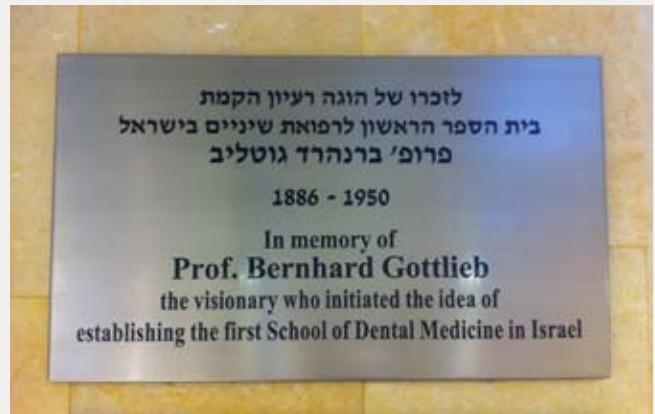 לזכרו של הוגה רעיון הקמת
בית הספר הראשון לרפואת שיניים בישראל
פרופ׳ ברנהרד גוטליב
1886 - 1950
In memory of
Prof. Bernhard Gottlieb
the visionary who initiated the idea of
establishing the first School of Dental Medicine in Israel